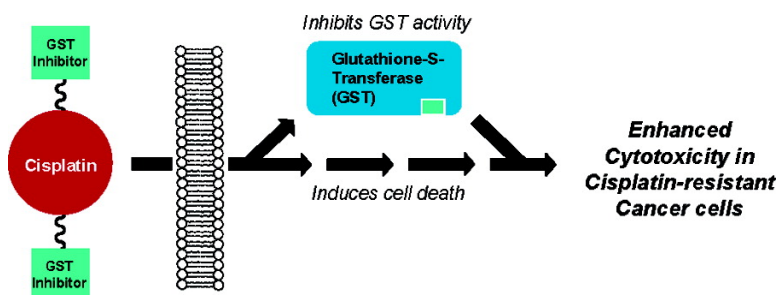 GST
Inhibitor
Cisplatin
GST
Inhibitor
Inhibits GST activity
Glutathione-S-
Transferase
(GST)
Induces cell death
Enhanced
Cytotoxicity in
Cisplatin-resistant
Cancer cells